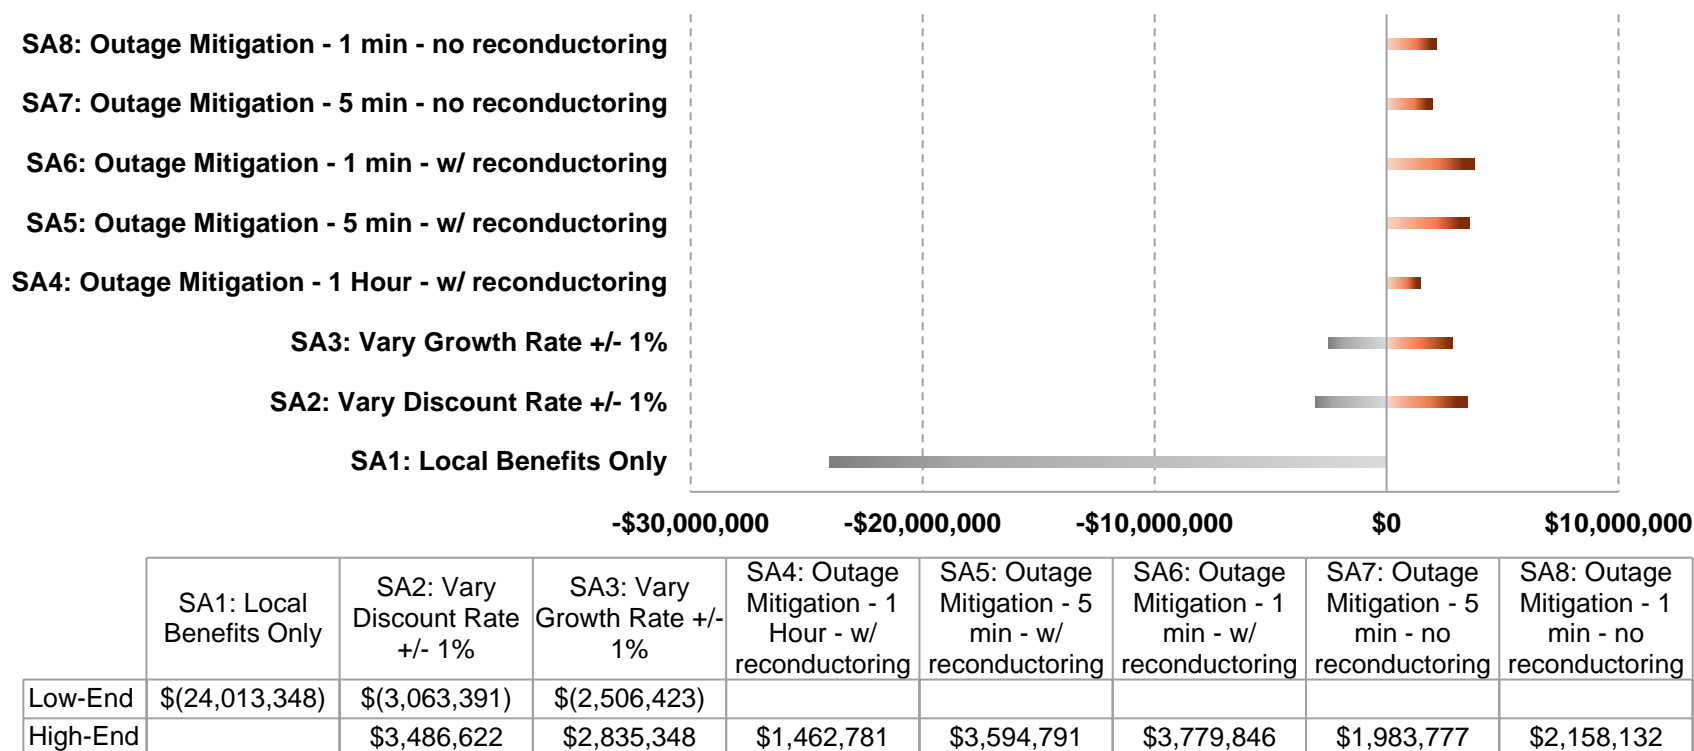 SA8: Outage Mitigation - 1 min - no reconductoring
SA7: Outage Mitigation - 5 min - no reconductoring
SA6: Outage Mitigation - 1 min - w/ reconductoring
SA5: Outage Mitigation - 5 min - w/ reconductoring
SA4: Outage Mitigation - 1 Hour - w/ reconductoring
SA3: Vary Growth Rate +/- 1%
SA2: Vary Discount Rate +/- 1%
SA1: Local Benefits Only
-$30,000,000 -$20,000,000 -$10,000,000 $0 $10,000,000
SA1: Local
Benefits Only
SA2: Vary
Discount Rate
+/- 1%
SA3: Vary
Growth Rate +/-
1%
SA4: Outage
Mitigation - 1
Hour - w/
reconductoring
SA5: Outage
Mitigation - 5
min - w/
reconductoring
SA6: Outage
Mitigation - 1
min - w/
reconductoring
SA7: Outage
Mitigation - 5
min - no
reconductoring
SA8: Outage
Mitigation - 1
min - no
reconductoring
Low-End $(24,013,348) $(3,063,391) $(2,506,423)
High-End $3,486,622 $2,835,348 $1,462,781 $3,594,791 $3,779,846 $1,983,777 $2,158,132